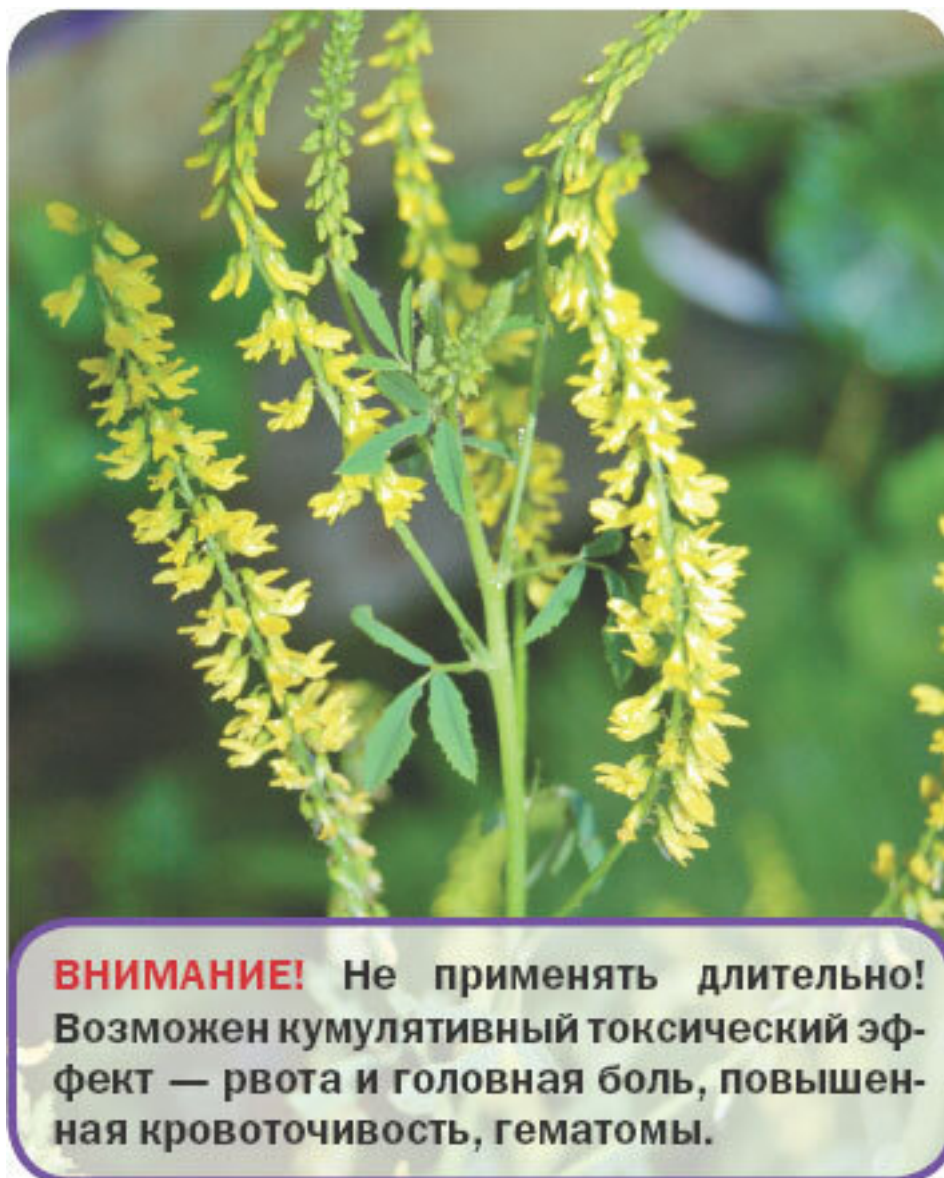 ВНИМАНИЕ! Не применять длительно!
Возможен кумулятивный токсический эф-
фект — рвота и головная боль, повышен-
ная кровоточивость, гематомы.